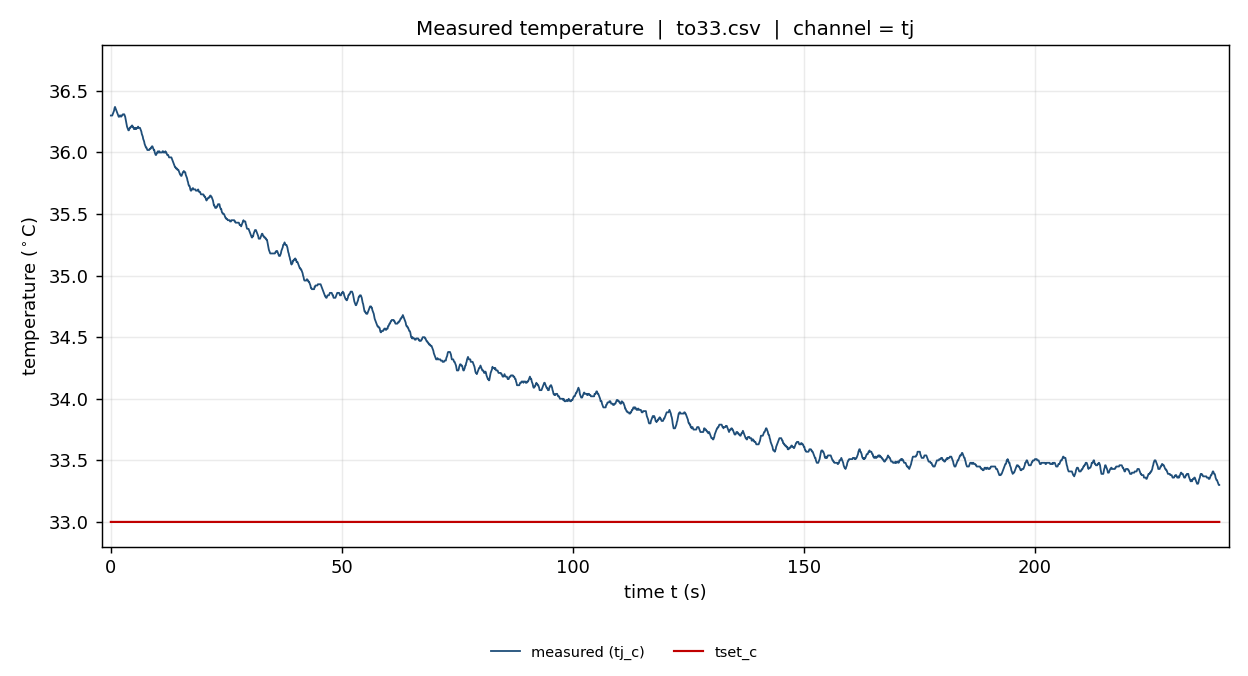 Measured temperature | to33.csv | channel = tj
temperature (°C)
36.5
36.0
35.5
35.0
34.5
34.0
33.5
33.0
0 50 100 150 200
time t (s)
measured (tj_c) tset_c